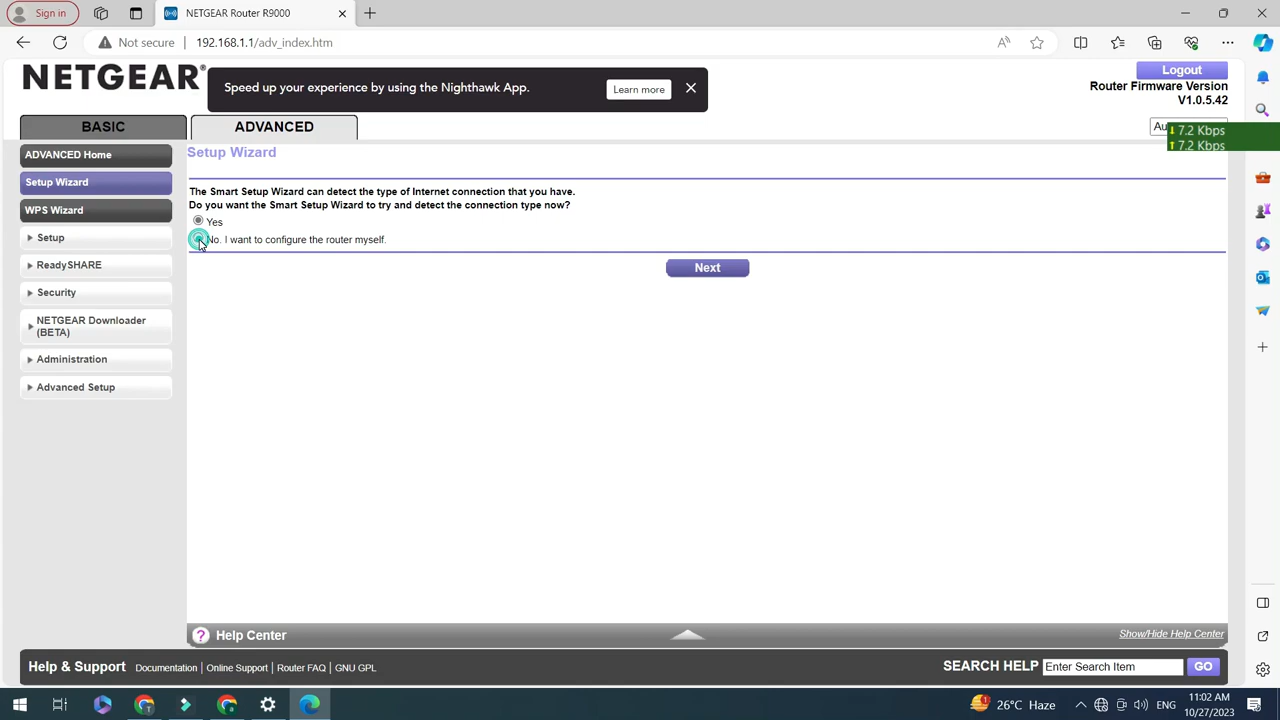 Sign in
NETGEAR Router R9000
Not secure
192.168.1.1/adv_index.htm
NETGEAR®
Speed up your experience by using the Nighthawk App.
Learn more
Logout
Router Firmware Version
V1.0.5.42
BASIC
ADVANCED
Au
7.2 Kbps
7.2 Kbps
ADVANCED Home
Setup Wizard
WPS Wizard
Setup
ReadySHARE
Security
NETGEAR Downloader
(BETA)
Administration
Advanced Setup
Setup Wizard
The Smart Setup Wizard can detect the type of Internet connection that you have.
Do you want the Smart Setup Wizard to try and detect the connection type now?
Yes
No. I want to configure the router myself.
Next
? Help Center
Show/Hide Help Center
Help & Support
Documentation | Online Support | Router FAQ | GNU GPL
SEARCH HELP
Enter Search Item
GO
26°C Haze
ENG
11:02 AM
10/27/2023